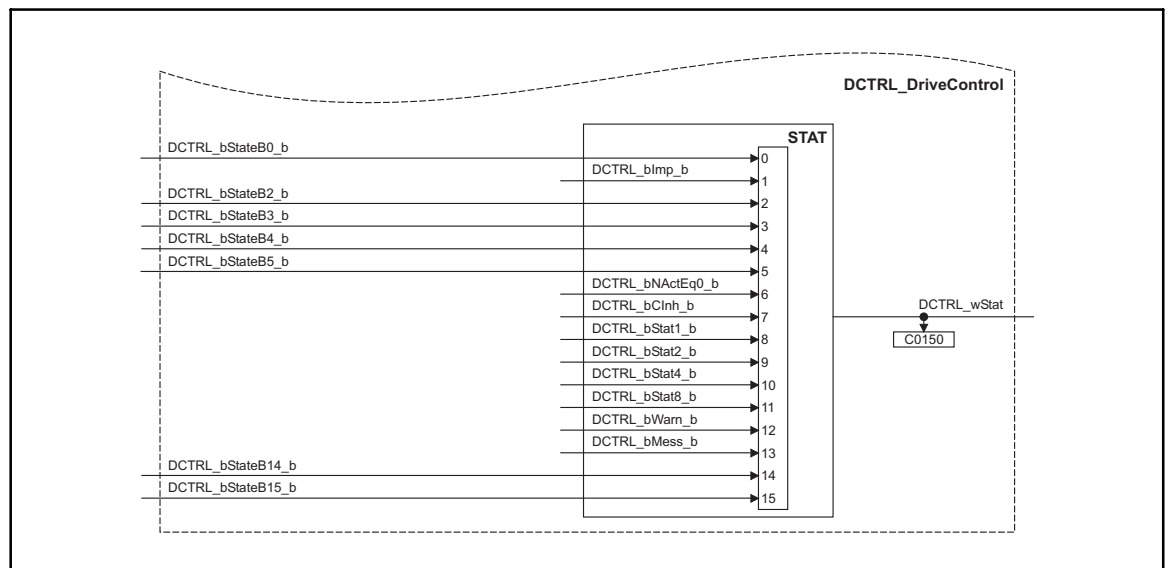 DCTRL_DriveControl
STAT
DCTRL_bStateB0_b
0
DCTRL_bImp_b
1
DCTRL_bStateB2_b
2
DCTRL_bStateB3_b
3
DCTRL_bStateB4_b
4
DCTRL_bStateB5_b
5
DCTRL_bNActEq0_b
6
DCTRL_bCInh_b
7
DCTRL_wStat
DCTRL_bStat1_b
8
C0150
DCTRL_bStat2_b
9
DCTRL_bStat4_b
10
DCTRL_bStat8_b
11
DCTRL_bWarn_b
12
DCTRL_bMess_b
13
DCTRL_bStateB14_b
14
DCTRL_bStateB15_b
15